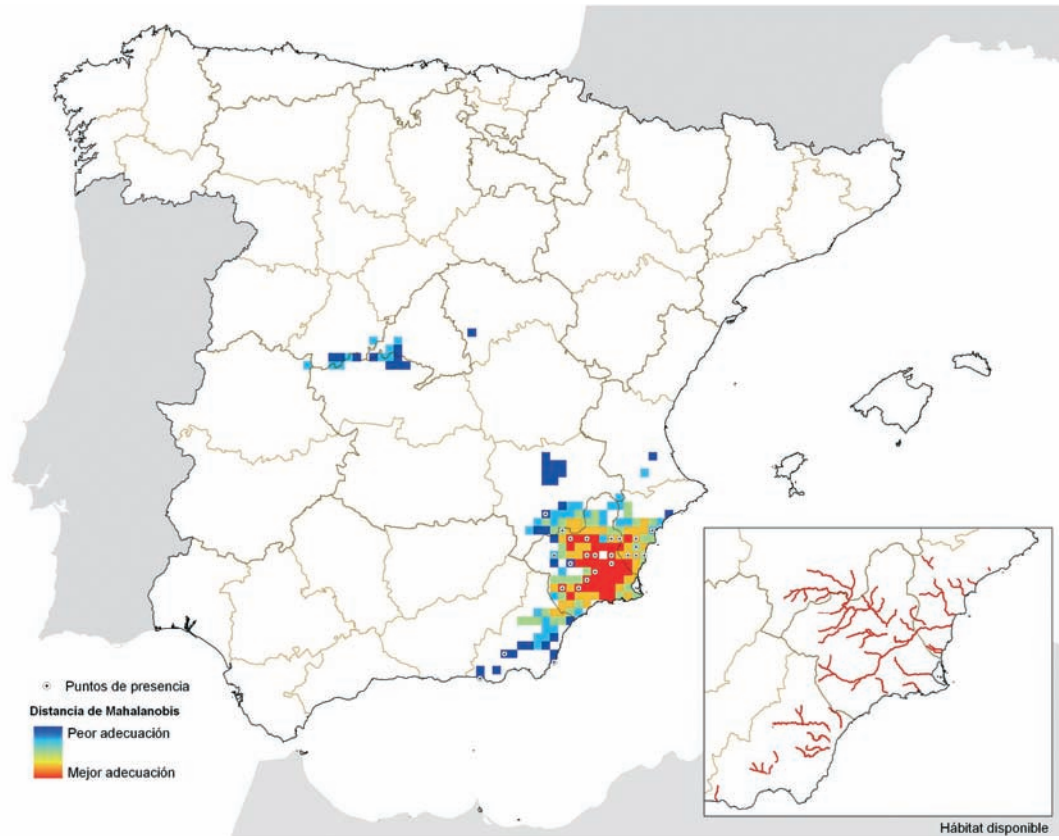 Puntos de presencia
Distancia de Mahalanobis
Peor adecuación
Mejor adecuación
Hábitat disponible